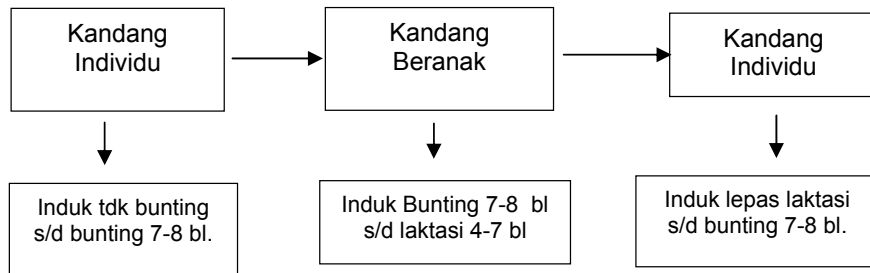 Kandang
Individu
Kandang
Beranak
Kandang
Individu
Induk tdk bunting
s/d bunting 7-8 bl.
Induk Bunting 7-8 bl
s/d laktasi 4-7 bl
Induk lepas laktasi
s/d bunting 7-8 bl.